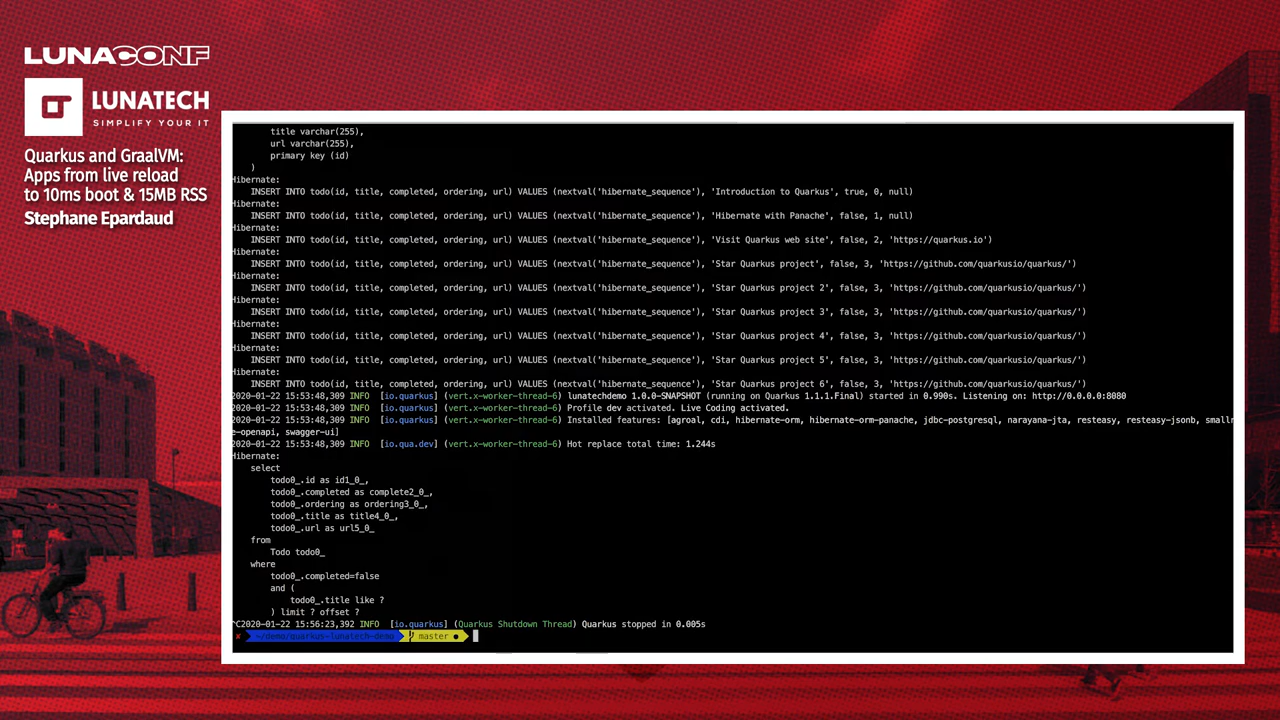 LUNACONF
LUNATECH
SIMPLIFY YOUR IT
Quarkus and GraalVM:
Apps from live reload
to 10ms boot & 15MB RSS
Stephane Epardaud
title varchar(255),
url varchar(255),
primary key (id)
)
Hibernate:
INSERT INTO todo(id, title, completed, ordering, url) VALUES (nextval('hibernate_sequence'), 'Introduction to Quarkus', true, 0, null)
Hibernate:
INSERT INTO todo(id, title, completed, ordering, url) VALUES (nextval('hibernate_sequence'), 'Hibernate with Panache', false, 1, null)
Hibernate:
INSERT INTO todo(id, title, completed, ordering, url) VALUES (nextval('hibernate_sequence'), 'Visit Quarkus web site', false, 2, 'https://quarkus.io')
Hibernate:
INSERT INTO todo(id, title, completed, ordering, url) VALUES (nextval('hibernate_sequence'), 'Star Quarkus project', false, 3, 'https://github.com/quarkusio/quarkus/')
Hibernate:
INSERT INTO todo(id, title, completed, ordering, url) VALUES (nextval('hibernate_sequence'), 'Star Quarkus project 2', false, 3, 'https://github.com/quarkusio/quarkus/')
Hibernate:
INSERT INTO todo(id, title, completed, ordering, url) VALUES (nextval('hibernate_sequence'), 'Star Quarkus project 3', false, 3, 'https://github.com/quarkusio/quarkus/')
Hibernate:
INSERT INTO todo(id, title, completed, ordering, url) VALUES (nextval('hibernate_sequence'), 'Star Quarkus project 4', false, 3, 'https://github.com/quarkusio/quarkus/')
Hibernate:
INSERT INTO todo(id, title, completed, ordering, url) VALUES (nextval('hibernate_sequence'), 'Star Quarkus project 5', false, 3, 'https://github.com/quarkusio/quarkus/')
Hibernate:
INSERT INTO todo(id, title, completed, ordering, url) VALUES (nextval('hibernate_sequence'), 'Star Quarkus project 6', false, 3, 'https://github.com/quarkusio/quarkus/')
2020-01-22 15:53:48,309 INFO [io.quarkus] (vert.x-worker-thread-6) lunatechdemo 1.0.0-SNAPSHOT (running on Quarkus 1.1.1.Final) started in 0.990s. Listening on: http://0.0.0.0:8080
2020-01-22 15:53:48,309 INFO [io.quarkus] (vert.x-worker-thread-6) Profile dev activated. Live Coding activated.
2020-01-22 15:53:48,309 INFO [io.quarkus] (vert.x-worker-thread-6) Installed features: [agroal, cdi, hibernate-orm, hibernate-orm-panache, jdbc-postgresql, narayana-jta, resteasy, resteasy-jsonb, smallr
e-openapi, swagger-ui]
2020-01-22 15:53:48,309 INFO [io.qua.dev] (vert.x-worker-thread-6) Hot replace total time: 1.244s
Hibernate:
select
todo0_.id as id1_0_,
todo0_.completed as complete2_0_,
todo0_.ordering as ordering3_0_,
todo0_.title as title4_0_,
todo0_.url as url5_0_
from
Todo todo0_
where
todo0_.completed=false
and (
todo0_.title like ?
) limit ? offset ?
^C2020-01-22 15:56:23,392 INFO [io.quarkus] (Quarkus Shutdown Thread) Quarkus stopped in 0.005s
✘ ~/demo/quarkus-lunatech-demo master ●